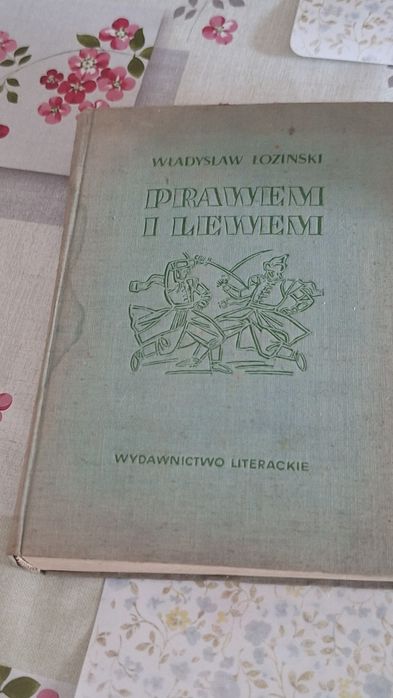 WŁADYSŁAW ŁOZIŃSKI
PRAWEM
I LEWEM
WYDAWNICTWO LITERACKIE